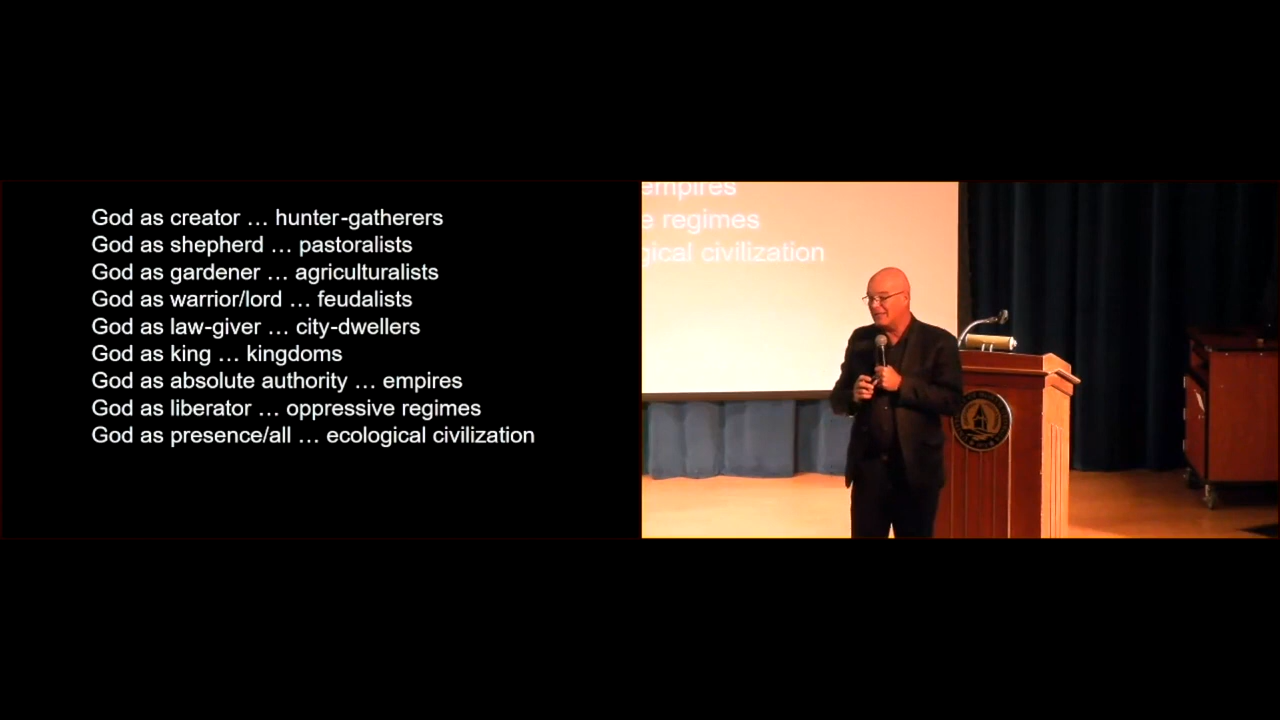 God as creator … hunter-gatherers
God as shepherd … pastoralists
God as gardener … agriculturalists
God as warrior/lord … feudalists
God as law-giver … city-dwellers
God as king … kingdoms
God as absolute authority … empires
God as liberator … oppressive regimes
God as presence/all … ecological civilization
empires
e regimes
gical civilization